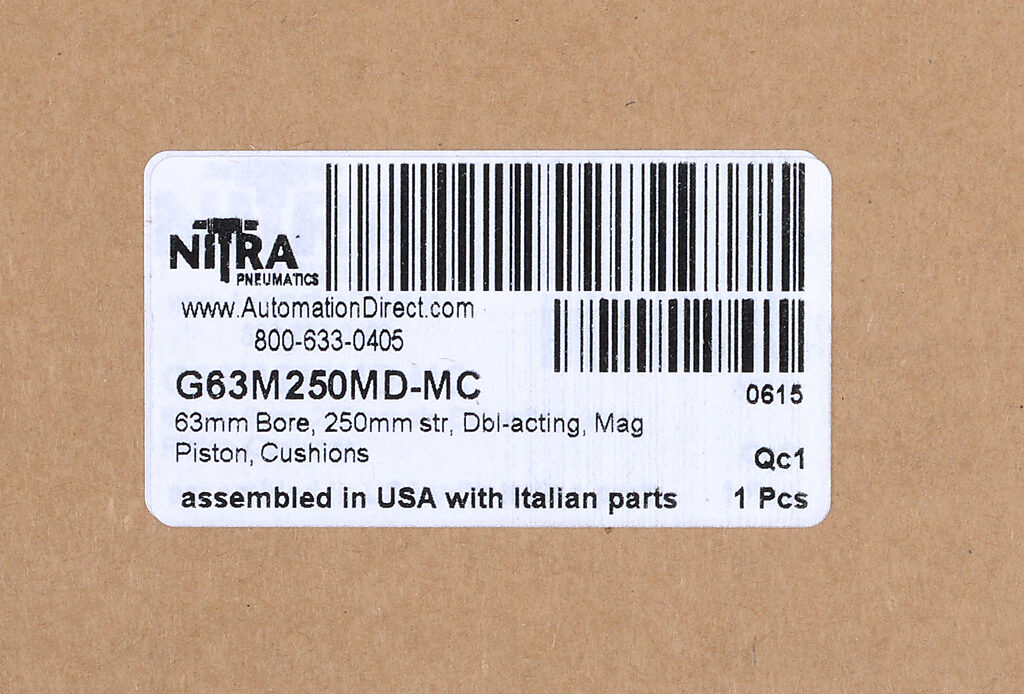 NITRA
PNEUMATICS
www.AutomationDirect.com
800-633-0405
G63M250MD-MC
0615
63mm Bore, 250mm str, Dbl-acting, Mag
Piston, Cushions
Qc1
assembled in USA with Italian parts
1 Pcs